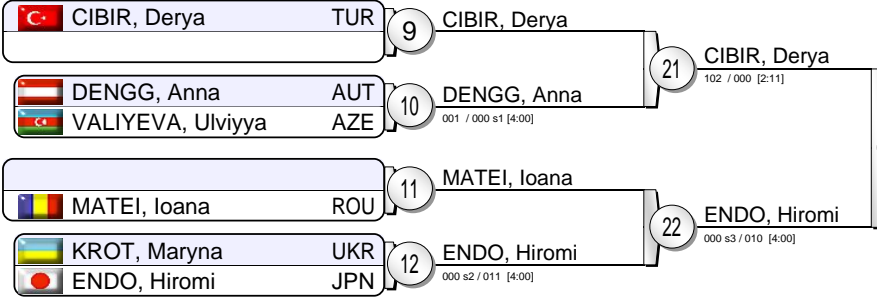 CIBIR, Derya TUR
9
CIBIR, Derya
DENGG, Anna AUT
VALIYEVA, Ulviyya AZE
10
DENGG, Anna
001 / 000 s1 [4:00]
21
CIBIR, Derya
102 / 000 [2:11]
MATEI, Ioana ROU
11
MATEI, Ioana
KROT, Maryna UKR
ENDO, Hiromi JPN
12
ENDO, Hiromi
000 s2 / 011 [4:00]
22
ENDO, Hiromi
000 s3 / 010 [4:00]